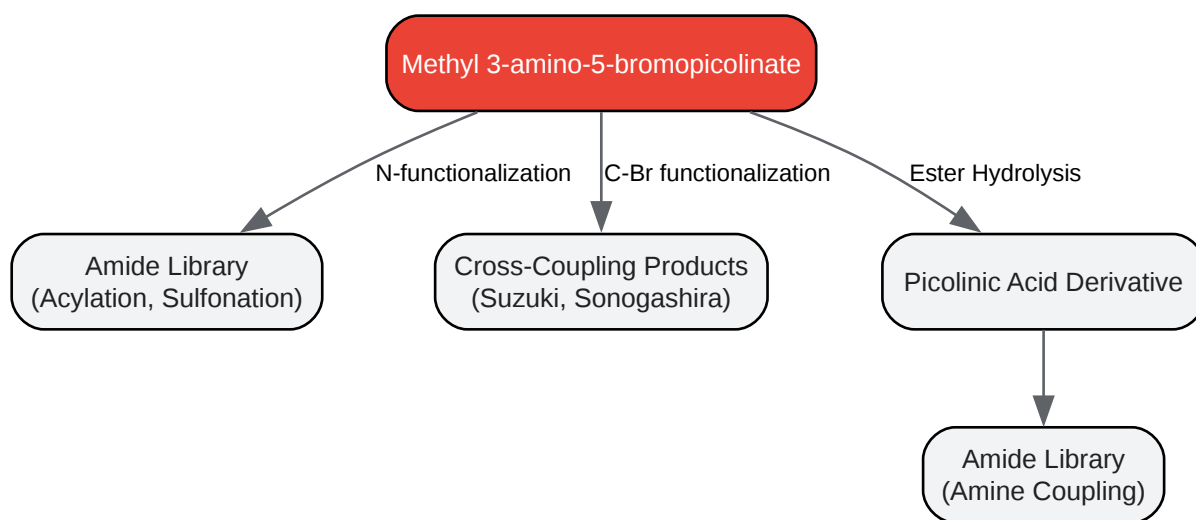 Methyl 3-amino-5-bromopicolinate
N-functionalization
C-Br functionalization
Ester Hydrolysis
Amide Library
(Acylation, Sulfonation)
Cross-Coupling Products
(Suzuki, Sonogashira)
Picolinic Acid Derivative
Amide Library
(Amine Coupling)